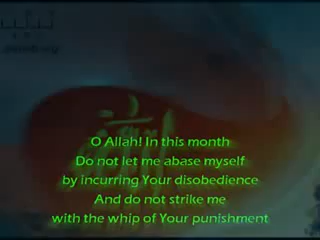 O Allah! In this month
Do not let me abase myself
by incurring Your disobedience
And do not strike me
with the whip of Your punishment